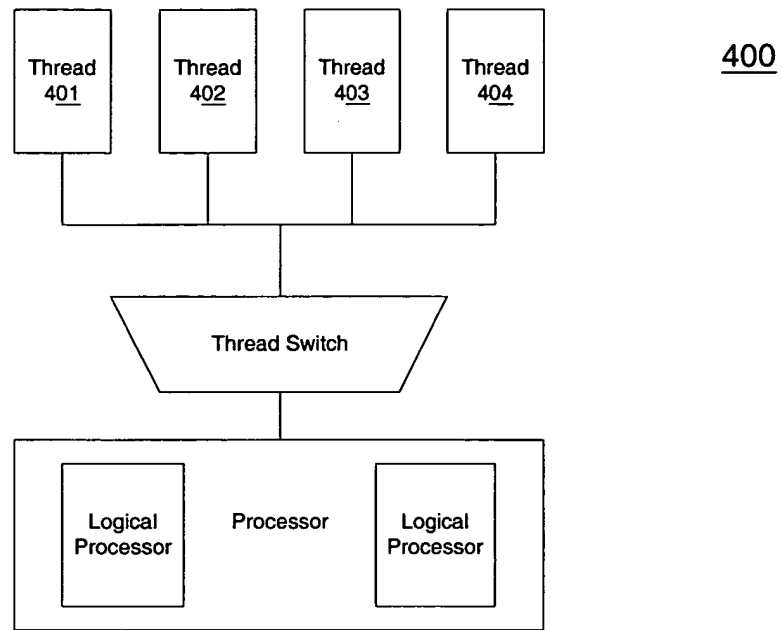 Thread
401
Thread
402
Thread
403
Thread
404
400
Thread Switch
Logical
Processor
Processor
Logical
Processor